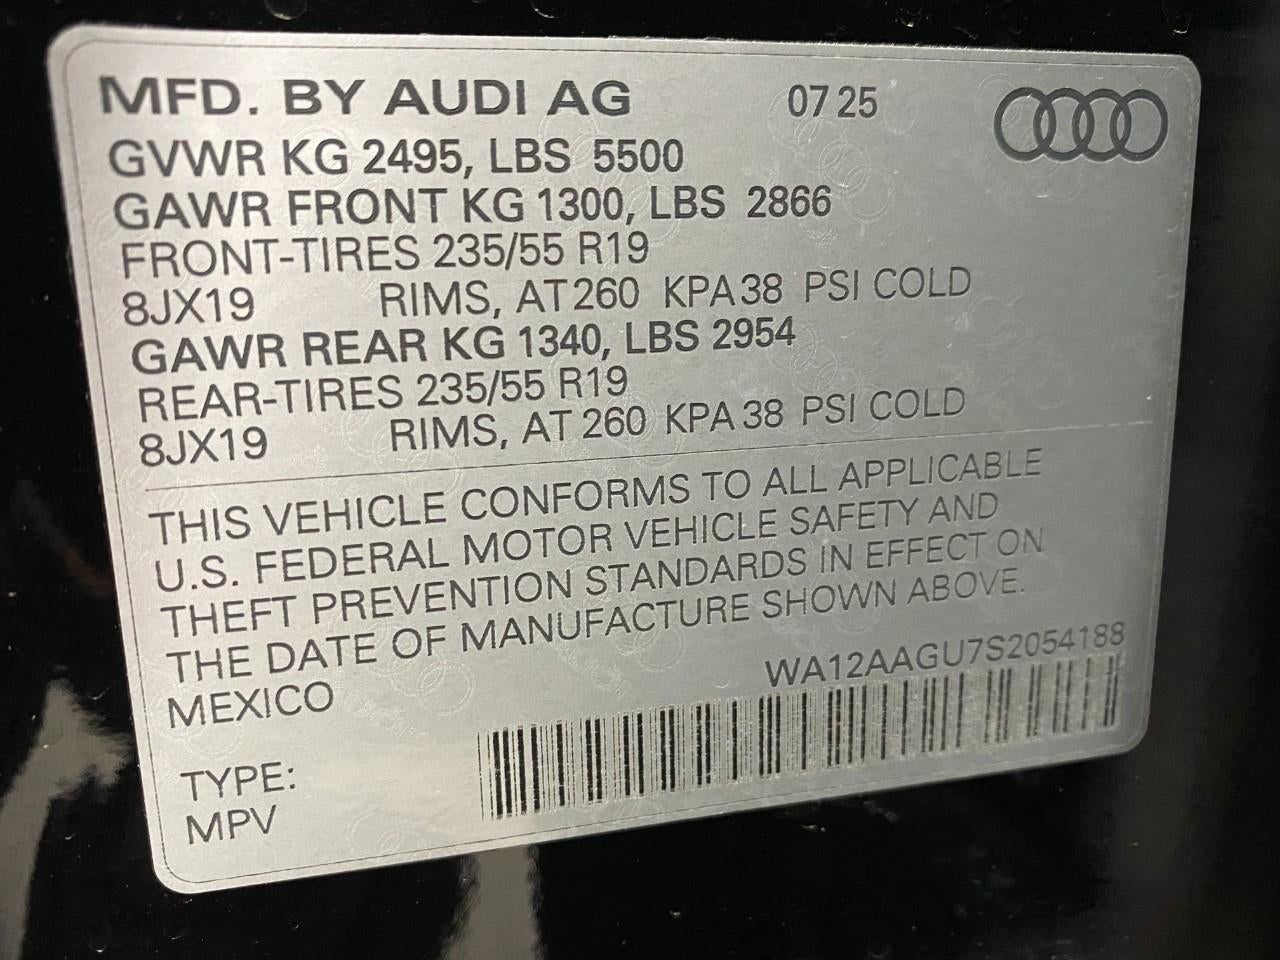 MFD. BY AUDI AG 07 25
GVWR KG 2495, LBS 5500
GAWR FRONT KG 1300, LBS 2866
FRONT-TIRES 235/55 R19
8JX19 RIMS, AT 260 KPA 38 PSI COLD
GAWR REAR KG 1340, LBS 2954
REAR-TIRES 235/55 R19
8JX19 RIMS, AT 260 KPA 38 PSI COLD
THIS VEHICLE CONFORMS TO ALL APPLICABLE
U.S. FEDERAL MOTOR VEHICLE SAFETY AND
THEFT PREVENTION STANDARDS IN EFFECT ON
THE DATE OF MANUFACTURE SHOWN ABOVE.
MEXICO WA12AAGU7S2054188
TYPE:
MPV